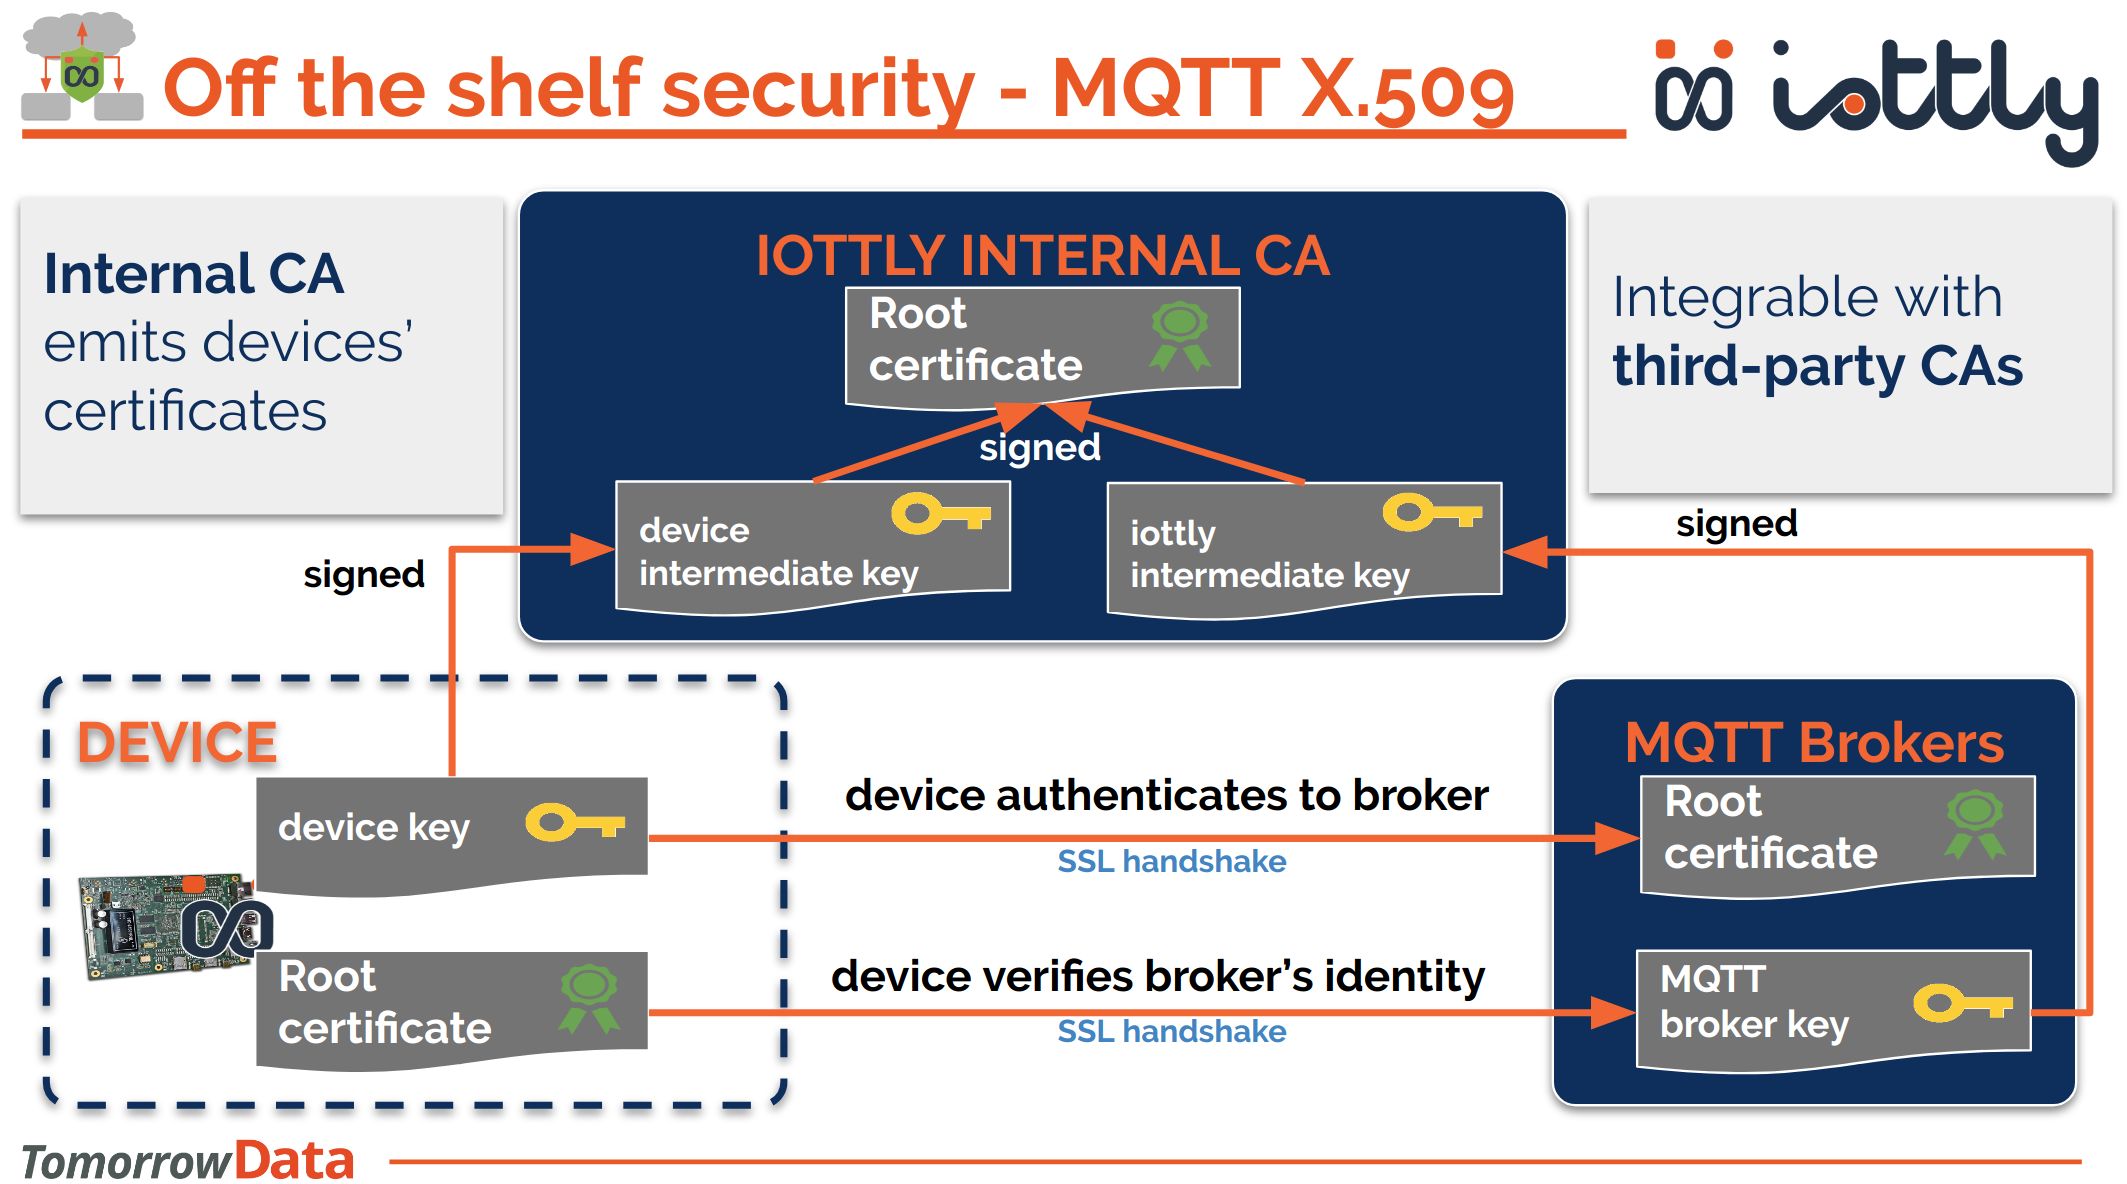 Off the shelf security - MQTT X.509
iottly
Internal CA
emits devices’
certificates
IOTTLY INTERNAL CA
Root
certificate
signed
device
intermediate key
iottly
intermediate key
Integrable with
third-party CAs
signed
signed
DEVICE
device key
Root
certificate
device authenticates to broker
SSL handshake
device verifies broker’s identity
SSL handshake
MQTT Brokers
Root
certificate
MQTT
broker key
TomorrowData